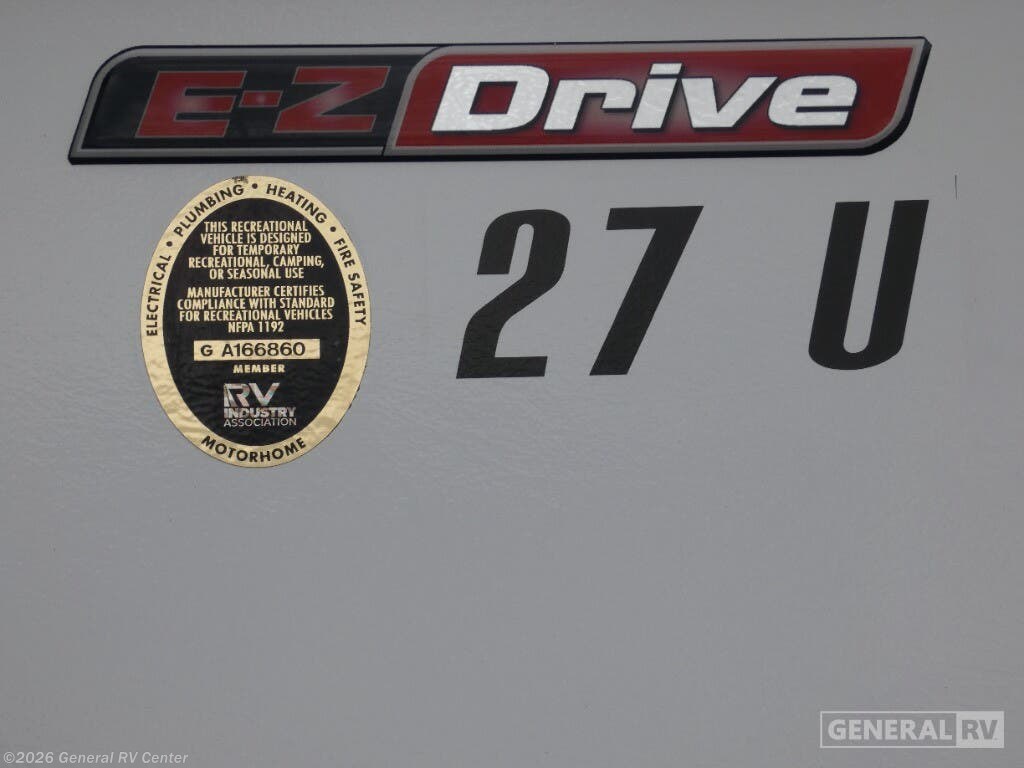 E-Z Drive
27 U
ELECTRICAL • PLUMBING • HEATING • FIRE SAFETY
THIS RECREATIONAL
VEHICLE IS DESIGNED
FOR TEMPORARY
RECREATIONAL, CAMPING,
OR SEASONAL USE
MANUFACTURER CERTIFIES
COMPLIANCE WITH STANDARD
FOR RECREATIONAL VEHICLES
NFPA 1192
G A166860
MEMBER
RV
INDUSTRY
ASSOCIATION
MOTORHOME
GENERAL RV
©2026 General RV Center